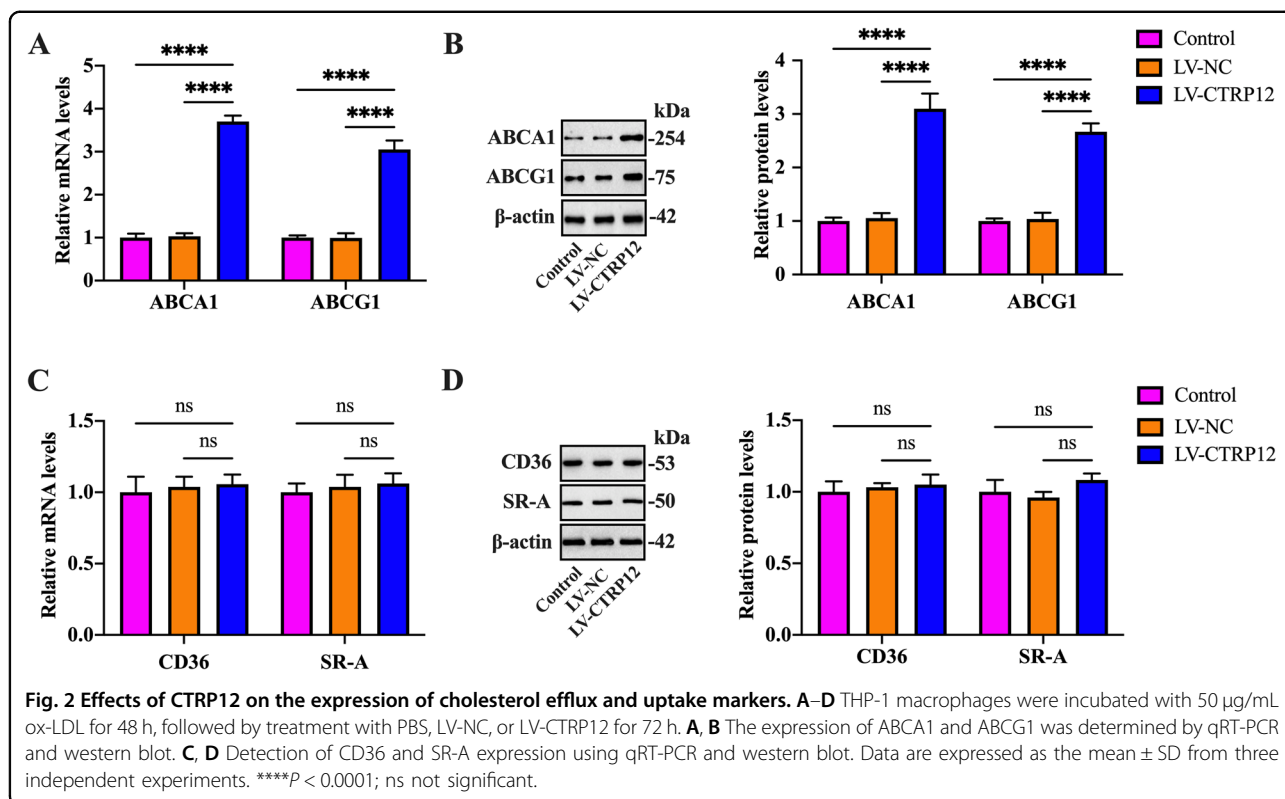 A
Relative mRNA levels
5
4
3
2
1
0
****
****
****
****
ABCA1
ABCG1
B
kDa
ABCA1
-254
ABCG1
-75
β-actin
-42
Control
LV-NC
LV-CTRP12
Relative protein levels
4
3
2
1
0
****
****
****
****
ABCA1
ABCG1
Control
LV-NC
LV-CTRP12
C
Relative mRNA levels
1.5
1.0
0.5
0.0
ns
ns
ns
ns
CD36
SR-A
D
kDa
CD36
-53
SR-A
-50
β-actin
-42
Control
LV-NC
LV-CTRP12
Relative protein levels
1.5
1.0
0.5
0.0
ns
ns
ns
ns
CD36
SR-A
Control
LV-NC
LV-CTRP12
Fig. 2 Effects of CTRP12 on the expression of cholesterol efflux and uptake markers. A–D THP-1 macrophages were incubated with 50 μg/mL
ox-LDL for 48 h, followed by treatment with PBS, LV-NC, or LV-CTRP12 for 72 h. A, B The expression of ABCA1 and ABCG1 was determined by qRT-PCR
and western blot. C, D Detection of CD36 and SR-A expression using qRT-PCR and western blot. Data are expressed as the mean ± SD from three
independent experiments. ****P < 0.0001; ns not significant.